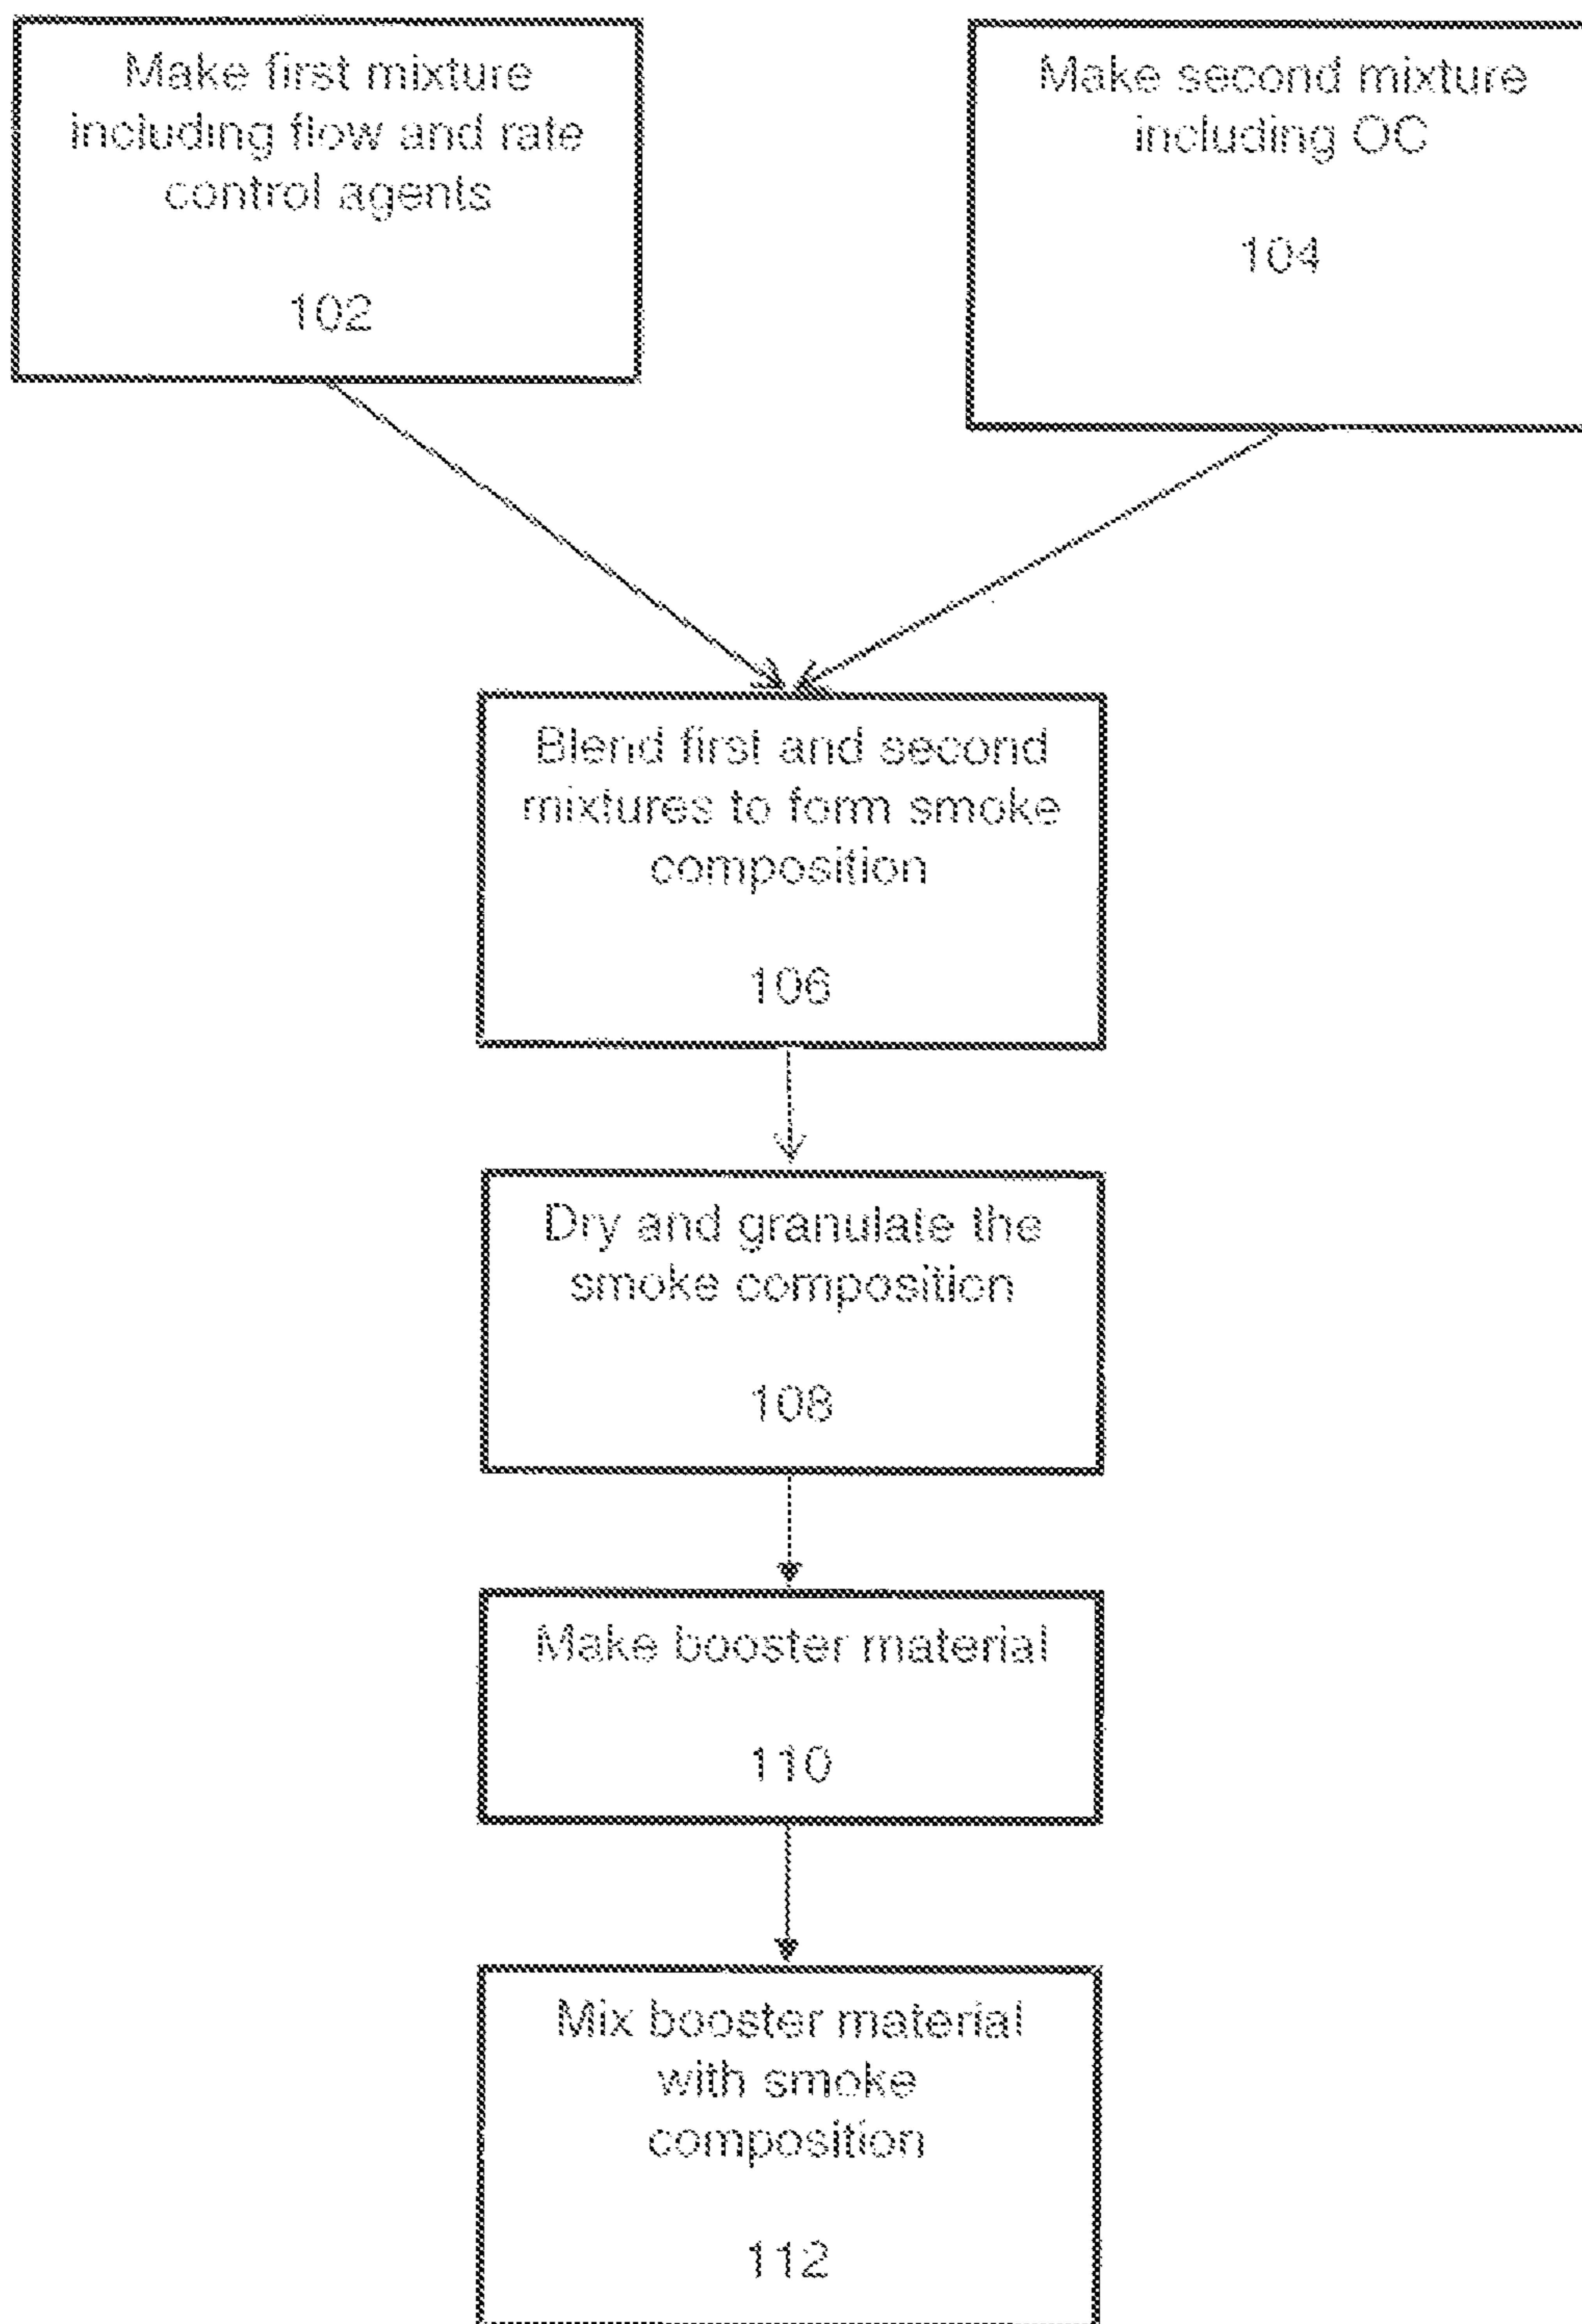 Make first mixture
including flow and rate
control agents
102
Make second mixture
including OC
104
Blend first and second
mixtures to form smoke
composition
106
Dry and granulate the
smoke composition
108
Make booster material
110
Mix booster material
with smoke
composition
112